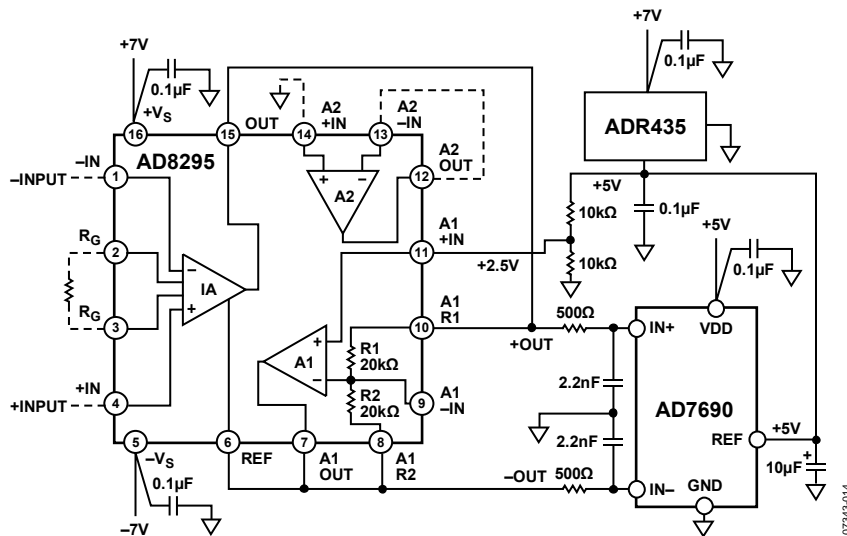 +7V
0.1µF
+VS
16
15
OUT
A2
+IN
14
A2
–IN
13
AD8295
–IN
–INPUT
1
+
–
A2
A2
OUT
12
RG
2
–
IA
+
RG
3
A1
+IN
11
+2.5V
A1
R1
10
+
A1
–
R1
20kΩ
R2
20kΩ
9
A1
–IN
+IN
+INPUT
4
5
–VS
0.1µF
–7V
6
REF
7
A1
OUT
8
A1
R2
+7V
0.1µF
ADR435
+5V
10kΩ
10kΩ
0.1µF
+5V
0.1µF
500Ω
+OUT
IN+
VDD
2.2nF
2.2nF
AD7690
REF
+5V
+
10µF
–OUT
500Ω
IN–
GND
07343-014